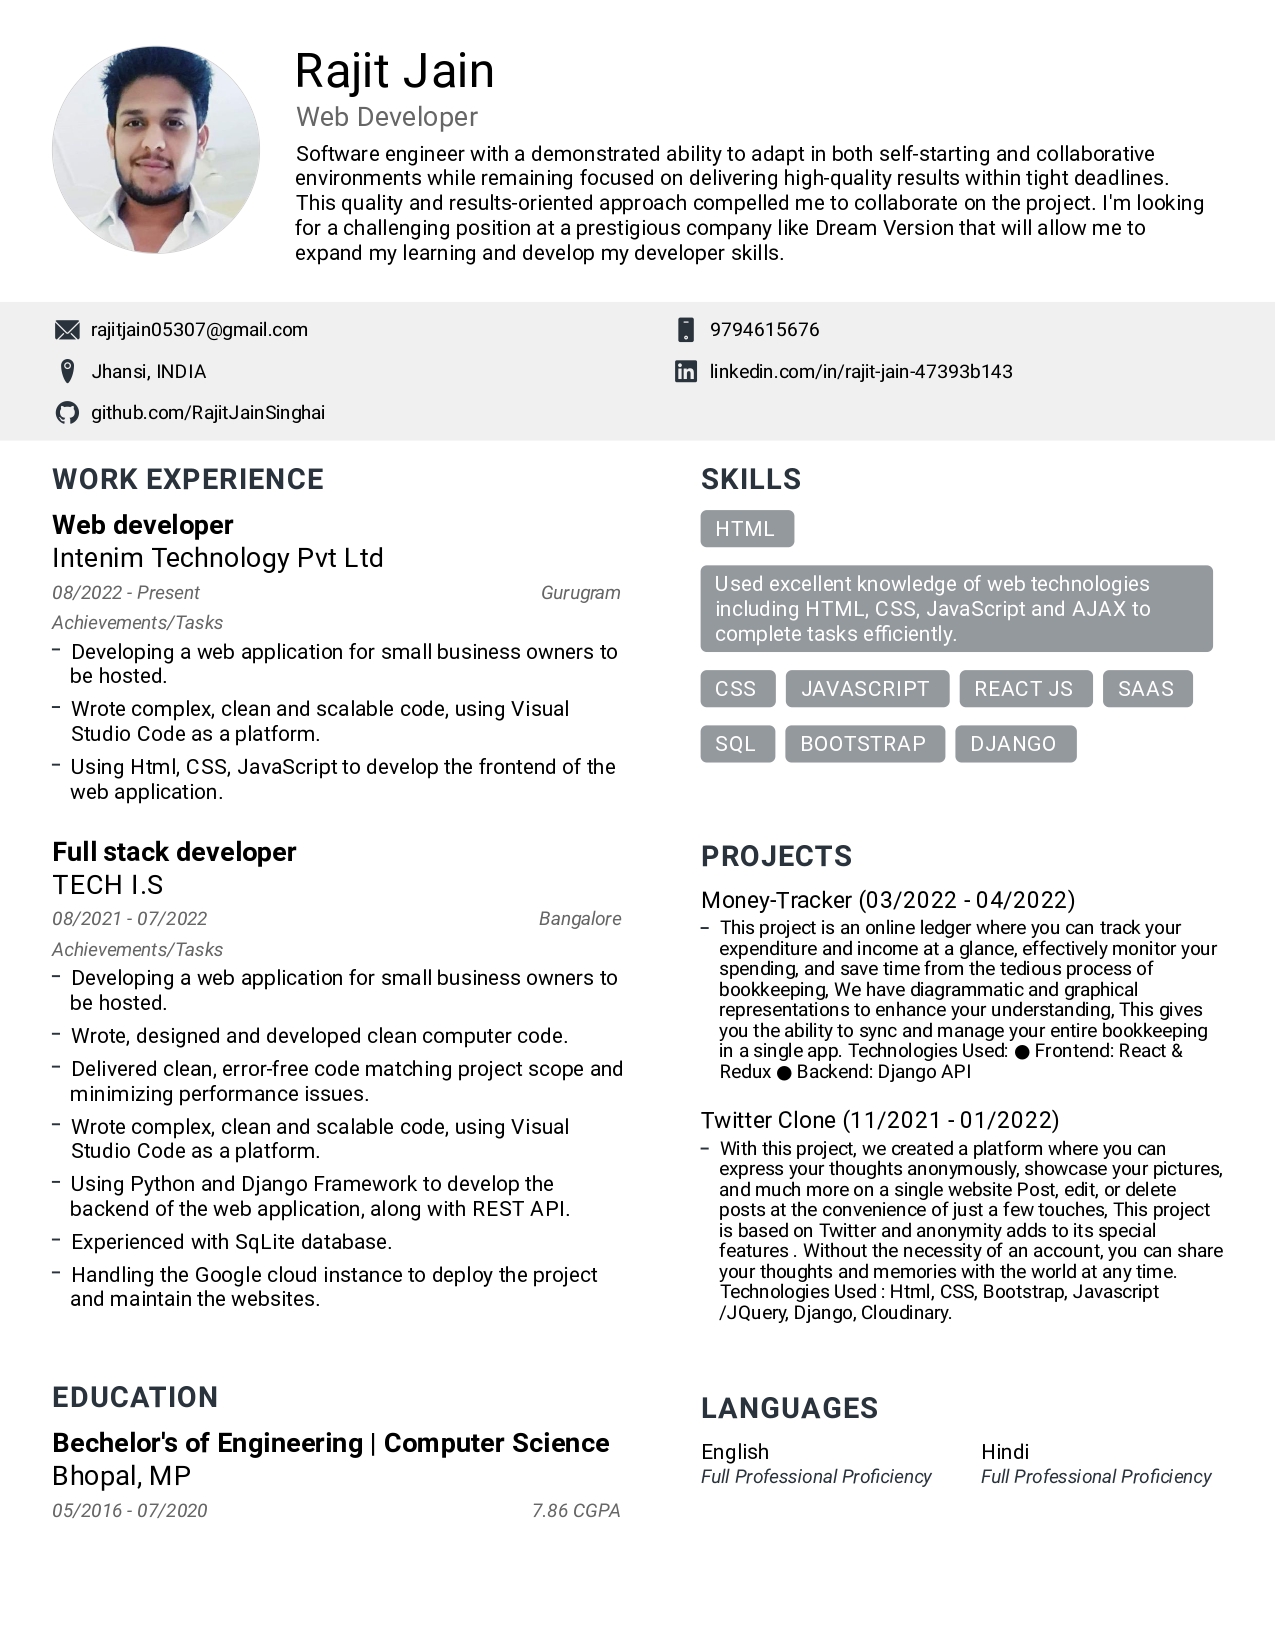 Rajit Jain
Web Developer
Software engineer with a demonstrated ability to adapt in both self-starting and collaborative
environments while remaining focused on delivering high-quality results within tight deadlines.
This quality and results-oriented approach compelled me to collaborate on the project. I'm looking
for a challenging position at a prestigious company like Dream Version that will allow me to
expand my learning and develop my developer skills.
rajitjain05307@gmail.com
9794615676
Jhansi, INDIA
linkedin.com/in/rajit-jain-47393b143
github.com/RajitJainSinghai
WORK EXPERIENCE
Web developer
Intenim Technology Pvt Ltd
08/2022 - Present Gurugram
Achievements/Tasks
– Developing a web application for small business owners to
be hosted.
– Wrote complex, clean and scalable code, using Visual
Studio Code as a platform.
– Using Html, CSS, JavaScript to develop the frontend of the
web application.
Full stack developer
TECH I.S
08/2021 - 07/2022 Bangalore
Achievements/Tasks
– Developing a web application for small business owners to
be hosted.
– Wrote, designed and developed clean computer code.
– Delivered clean, error-free code matching project scope and
minimizing performance issues.
– Wrote complex, clean and scalable code, using Visual
Studio Code as a platform.
– Using Python and Django Framework to develop the
backend of the web application, along with REST API.
– Experienced with SqLite database.
– Handling the Google cloud instance to deploy the project
and maintain the websites.
EDUCATION
Bechelor's of Engineering | Computer Science
Bhopal, MP
05/2016 - 07/2020 7.86 CGPA
SKILLS
HTML
Used excellent knowledge of web technologies
including HTML, CSS, JavaScript and AJAX to
complete tasks efficiently.
CSS JAVASCRIPT REACT JS SAAS
SQL BOOTSTRAP DJANGO
PROJECTS
Money-Tracker (03/2022 - 04/2022)
– This project is an online ledger where you can track your
expenditure and income at a glance, effectively monitor your
spending, and save time from the tedious process of
bookkeeping, We have diagrammatic and graphical
representations to enhance your understanding, This gives
you the ability to sync and manage your entire bookkeeping
in a single app. Technologies Used: ● Frontend: React &
Redux ● Backend: Django API
Twitter Clone (11/2021 - 01/2022)
– With this project, we created a platform where you can
express your thoughts anonymously, showcase your pictures,
and much more on a single website Post, edit, or delete
posts at the convenience of just a few touches, This project
is based on Twitter and anonymity adds to its special
features . Without the necessity of an account, you can share
your thoughts and memories with the world at any time.
Technologies Used : Html, CSS, Bootstrap, Javascript
/JQuery, Django, Cloudinary.
LANGUAGES
English Hindi
Full Professional Proficiency Full Professional Proficiency